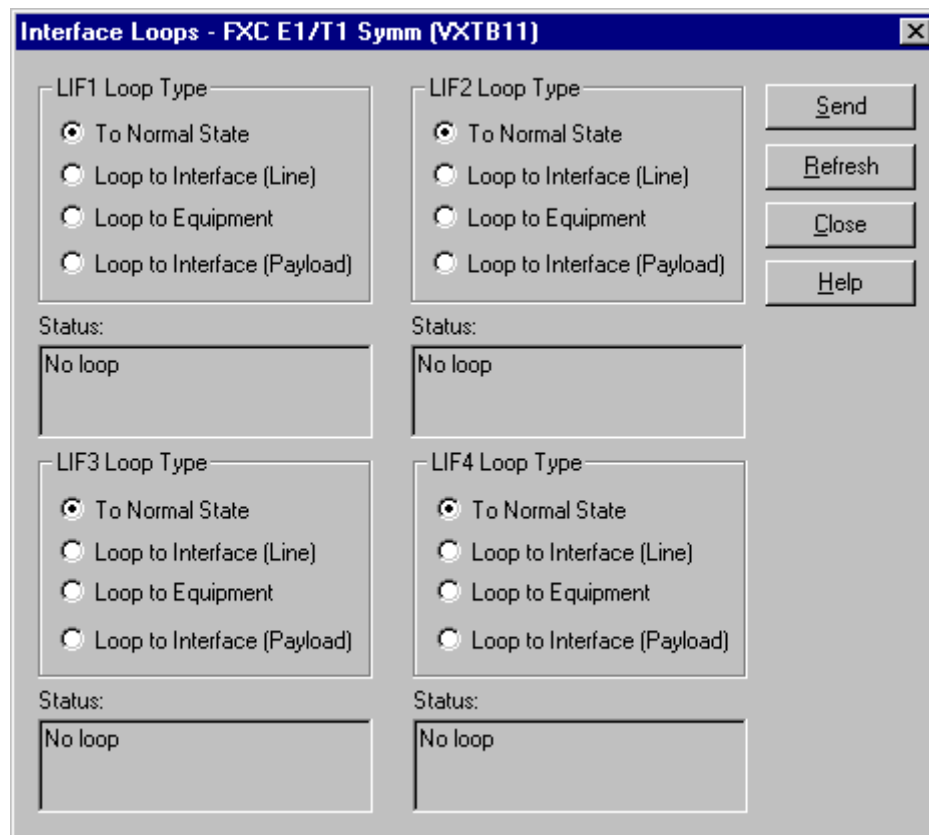 Interface Loops - FXC E1/T1 Symm (VXTB11)
LIF1 Loop Type
To Normal State
Loop to Interface (Line)
Loop to Equipment
Loop to Interface (Payload)
Status:
No loop
LIF2 Loop Type
To Normal State
Loop to Interface (Line)
Loop to Equipment
Loop to Interface (Payload)
Status:
No loop
Send
Refresh
Close
Help
LIF3 Loop Type
To Normal State
Loop to Interface (Line)
Loop to Equipment
Loop to Interface (Payload)
Status:
No loop
LIF4 Loop Type
To Normal State
Loop to Interface (Line)
Loop to Equipment
Loop to Interface (Payload)
Status:
No loop